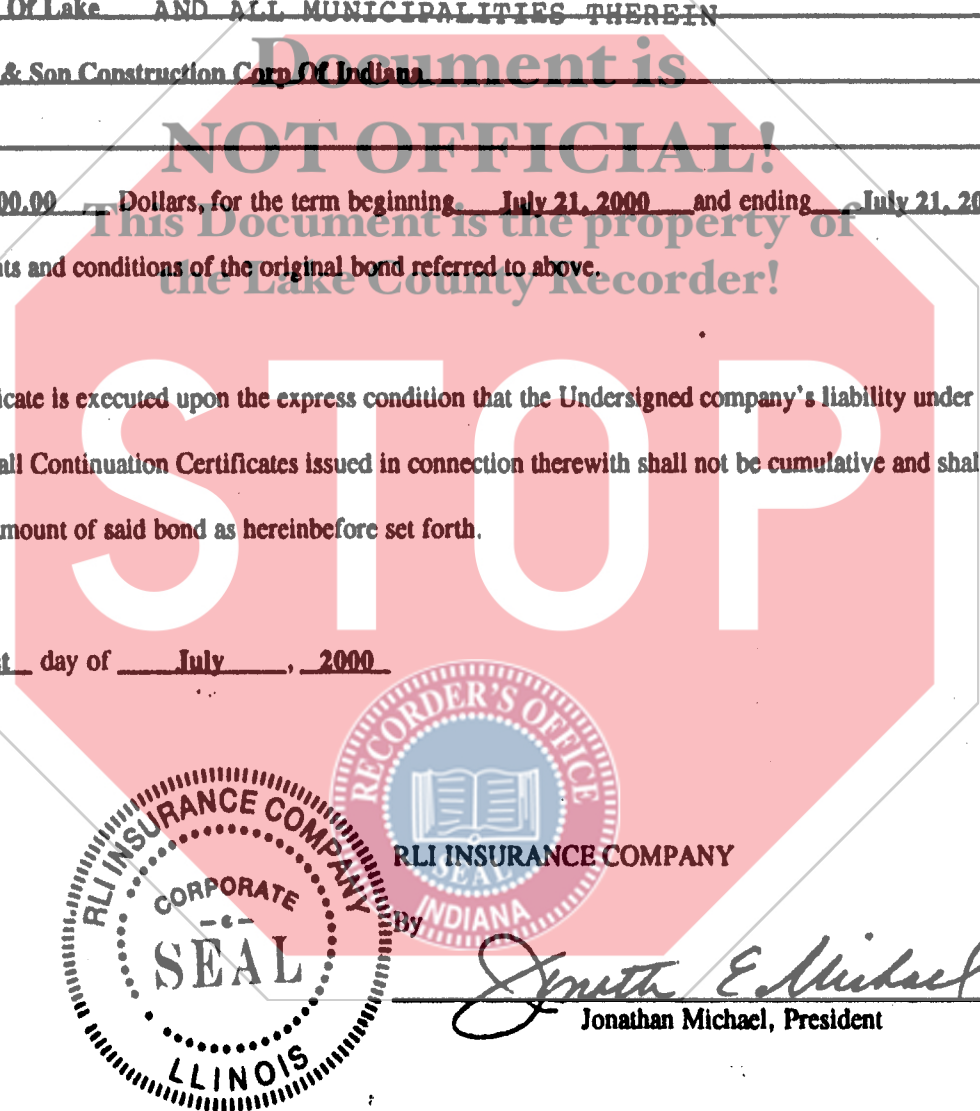 Of Lake AND ALL MUNICIPALITIES THEREIN
Document is
& Son Construction Corp Of Indiana
NOT OFFICIAL!
00.00 Dollars, for the term beginning July 21, 2000 and ending July 21, 20
This Document is the property of
ts and conditions of the original bond referred to above.
the Lake County Recorder!
STOP
icate is executed upon the express condition that the Undersigned company's liability under
all Continuation Certificates issued in connection therewith shall not be cumulative and shal
mount of said bond as hereinbefore set forth.
st day of July , 2000
RECORDER'S OFFICE
SEAL
INDIANA
RLI INSURANCE COMPANY
CORPORATE
SEAL
LLINOIS
RLI INSURANCE COMPANY
By
Jonathan E Michael
Jonathan Michael, President